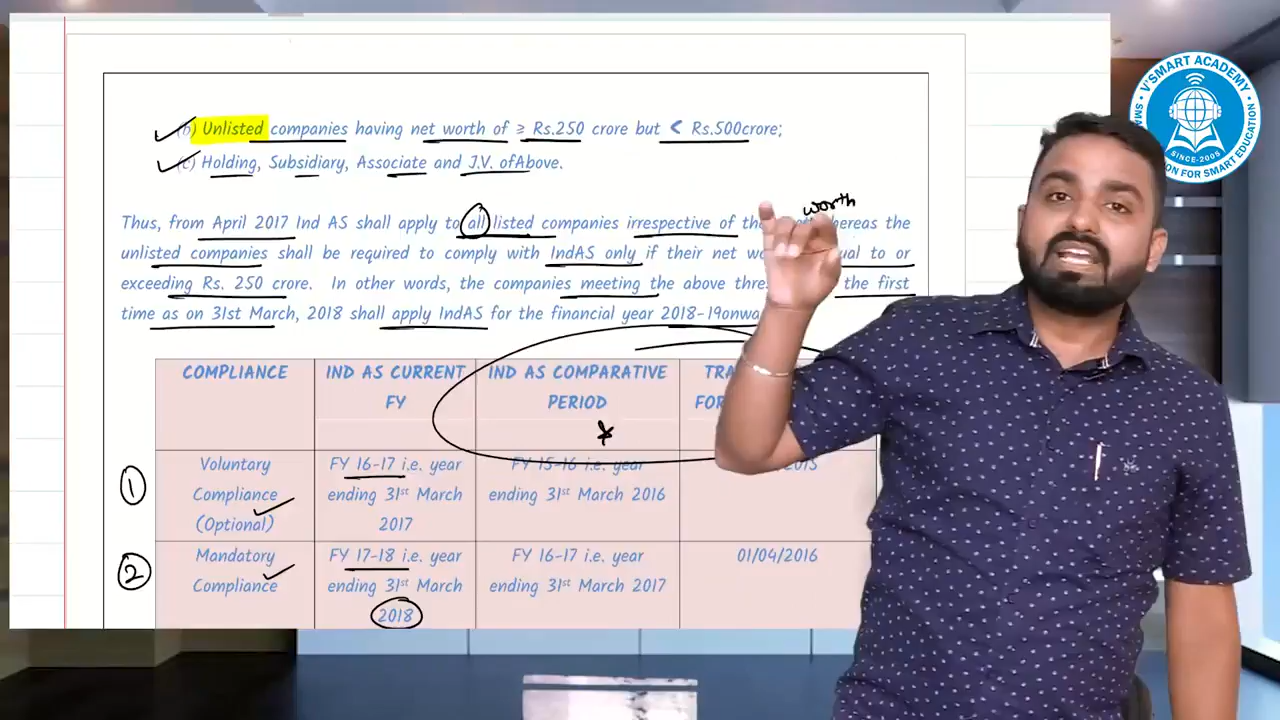 (b) Unlisted companies having net worth of ≥ Rs.250 crore but < Rs.500crore;
(c) Holding, Subsidiary, Associate and J.V. ofAbove.
worth
Thus, from April 2017 Ind AS shall apply to all listed companies irrespective of the
unlisted companies shall be required to comply with IndAS only if their net
exceeding Rs. 250 crore. In other words, the companies meeting the above the first
time as on 31st March, 2018 shall apply IndAS for the financial year 2018-19
COMPLIANCE
IND AS CURRENT
FY
IND AS COMPARATIVE
PERIOD
*
1
Voluntary
Compliance
(Optional)
FY 16-17 i.e. year
ending 31st March
2017
FY 15-16 i.e. year
ending 31st March 2016
2
Mandatory
Compliance
FY 17-18 i.e. year
ending 31st March
2018
FY 16-17 i.e. year
ending 31st March 2017
01/04/2016
V'SMART ACADEMY
SINCE-2006